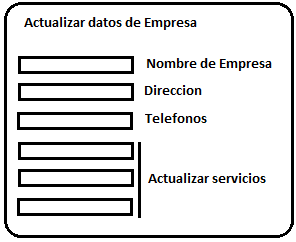 Actualizar datos de Empresa
Nombre de Empresa
Direccion
Telefonos
Actualizar servicios